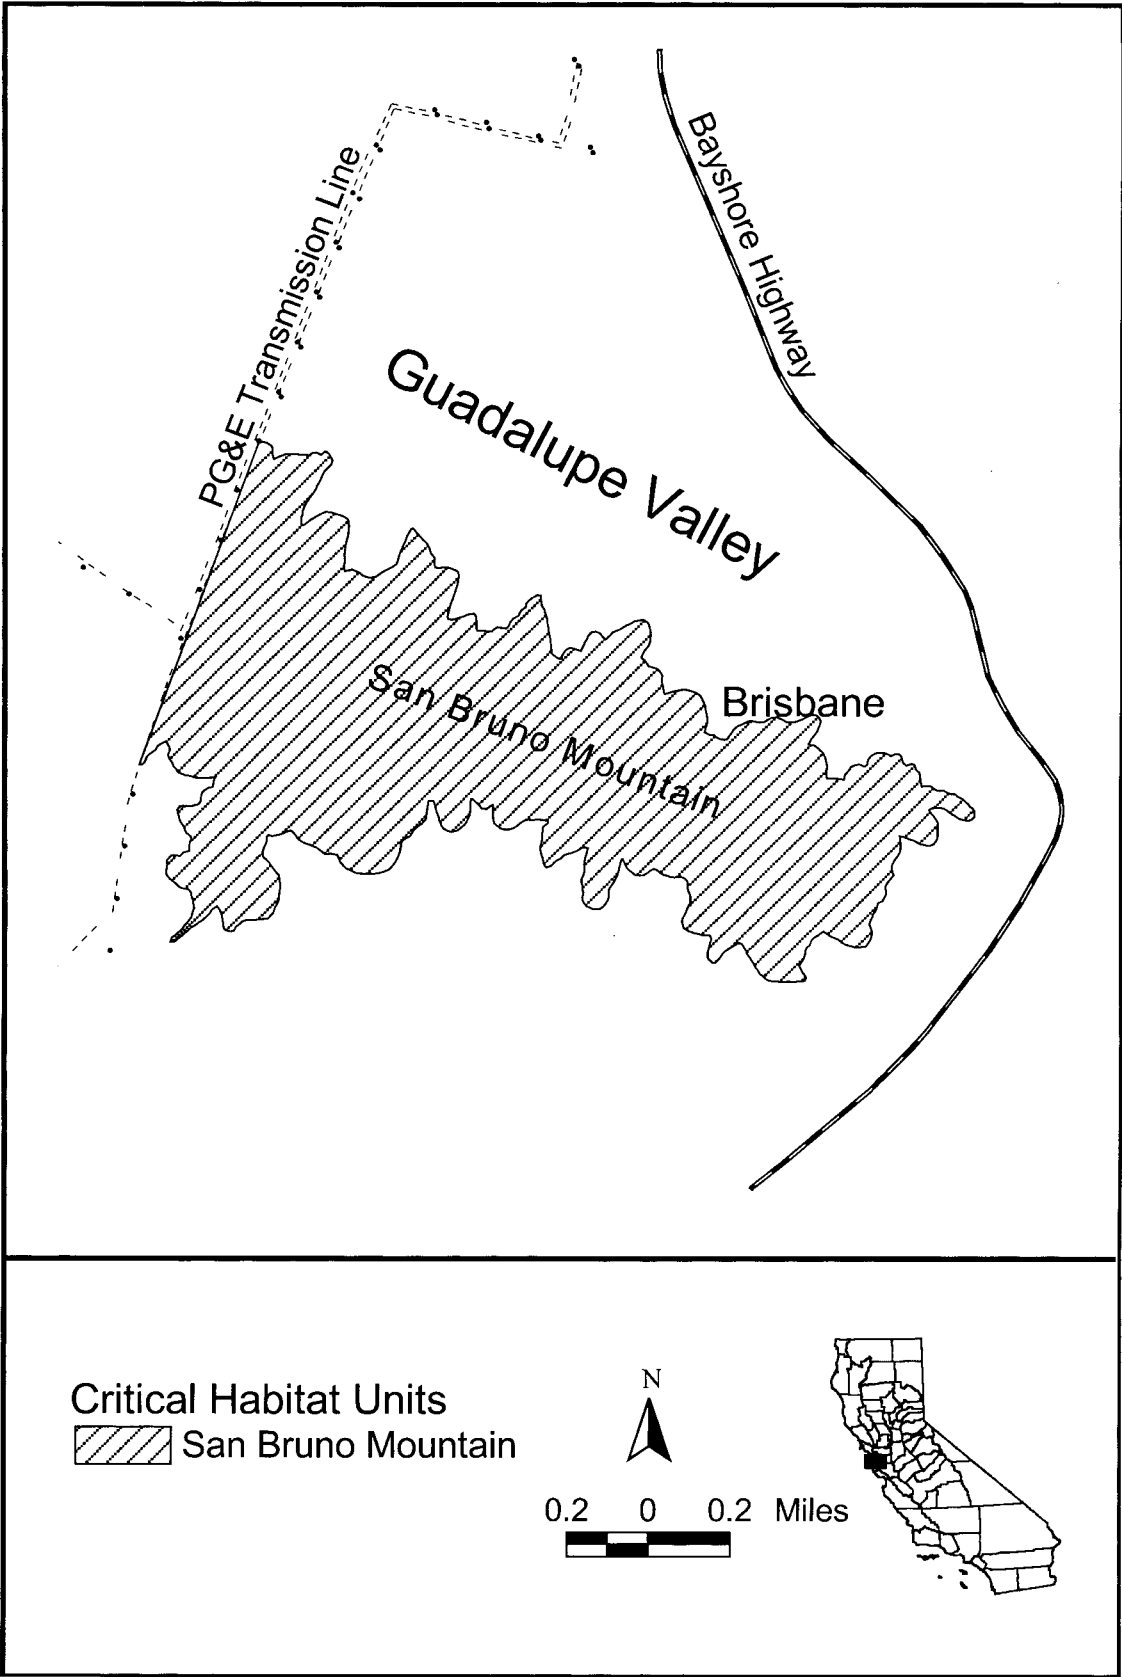 PG&E Transmission Line
Bayshore Highway
Guadalupe Valley
Brisbane
San Bruno Mountain
Critical Habitat Units
San Bruno Mountain
N
0.2 0 0.2 Miles